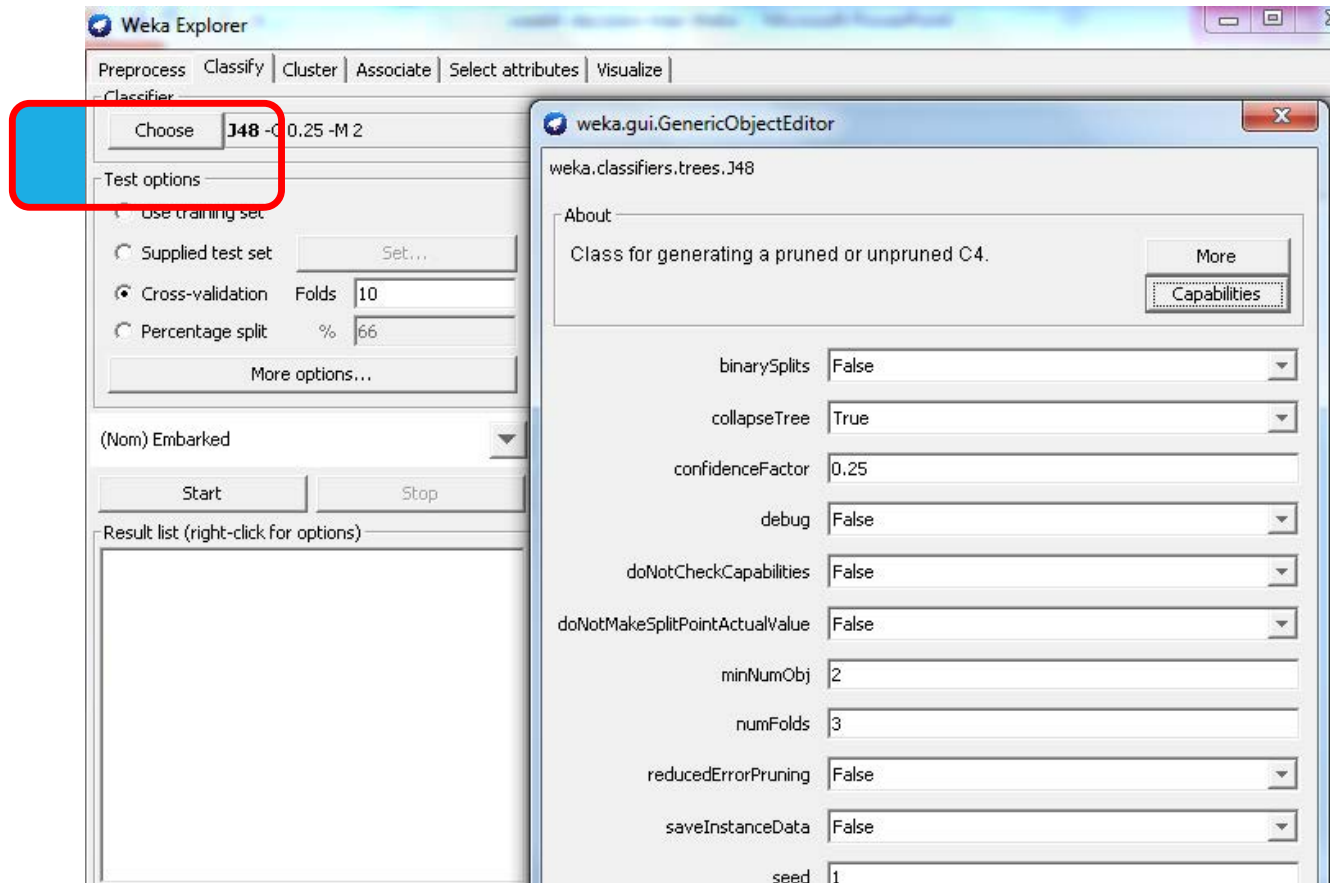 Weka Explorer
Preprocess Classify Cluster Associate Select attributes Visualize
Classifier
Choose J48 -C 0.25 -M 2
Test options
Use training set
Supplied test set Set...
Cross-validation Folds 10
Percentage split % 66
More options...
(Nom) Embarked
Start Stop
Result list (right-click for options)
weka.gui.GenericObjectEditor
weka.classifiers.trees.J48
About
Class for generating a pruned or unpruned C4.
More
Capabilities
binarySplits False
collapseTree True
confidenceFactor 0.25
debug False
doNotCheckCapabilities False
doNotMakeSplitPointActualValue False
minNumObj 2
numFolds 3
reducedErrorPruning False
saveInstanceData False
seed 1